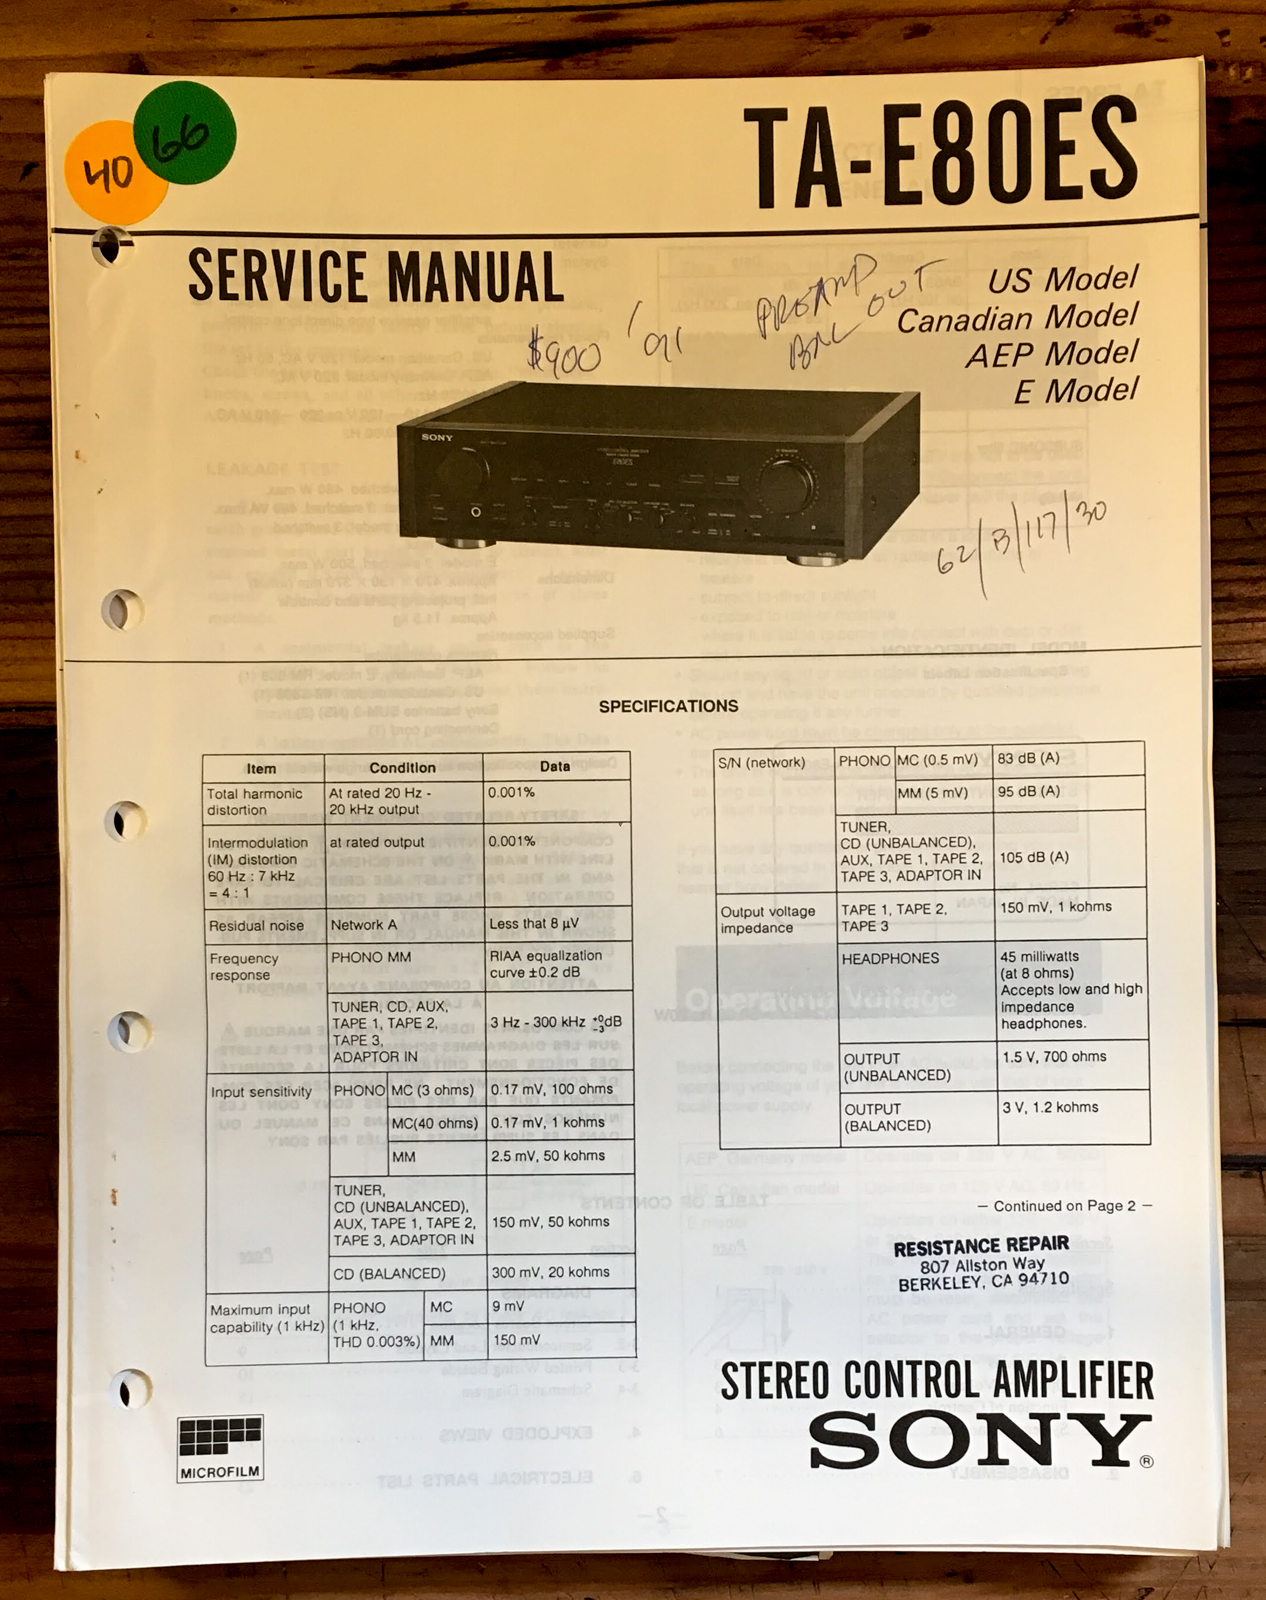 40
66
TA-E80ES
SERVICE MANUAL
$900
'91
PREAMP
BAL OUT
US Model
Canadian Model
AEP Model
E Model
SONY
62/B/117/30
SPECIFICATIONS
Item Condition Data
Total harmonic distortion At rated 20 Hz - 20 kHz output 0.001%
Intermodulation (IM) distortion 60 Hz : 7 kHz = 4 : 1 at rated output 0.001%
Residual noise Network A Less that 8 µV
Frequency response PHONO MM RIAA equalization curve ±0.2 dB
TUNER, CD, AUX, TAPE 1, TAPE 2, TAPE 3, ADAPTOR IN 3 Hz - 300 kHz +0 -3 dB
Input sensitivity PHONO MC (3 ohms) 0.17 mV, 100 ohms
MC(40 ohms) 0.17 mV, 1 kohms
MM 2.5 mV, 50 kohms
TUNER, CD (UNBALANCED), AUX, TAPE 1, TAPE 2, TAPE 3, ADAPTOR IN 150 mV, 50 kohms
CD (BALANCED) 300 mV, 20 kohms
Maximum input capability (1 kHz) PHONO (1 kHz, THD 0.003%) MC 9 mV
MM 150 mV
S/N (network) PHONO MC (0.5 mV) 83 dB (A)
MM (5 mV) 95 dB (A)
TUNER, CD (UNBALANCED), AUX, TAPE 1, TAPE 2, TAPE 3, ADAPTOR IN 105 dB (A)
Output voltage impedance TAPE 1, TAPE 2, TAPE 3 150 mV, 1 kohms
HEADPHONES 45 milliwatts (at 8 ohms) Accepts low and high impedance headphones.
OUTPUT (UNBALANCED) 1.5 V, 700 ohms
OUTPUT (BALANCED) 3 V, 1.2 kohms
Operating Voltage
— Continued on Page 2 —
RESISTANCE REPAIR
807 Allston Way
BERKELEY, CA 94710
STEREO CONTROL AMPLIFIER
SONY®
MICROFILM